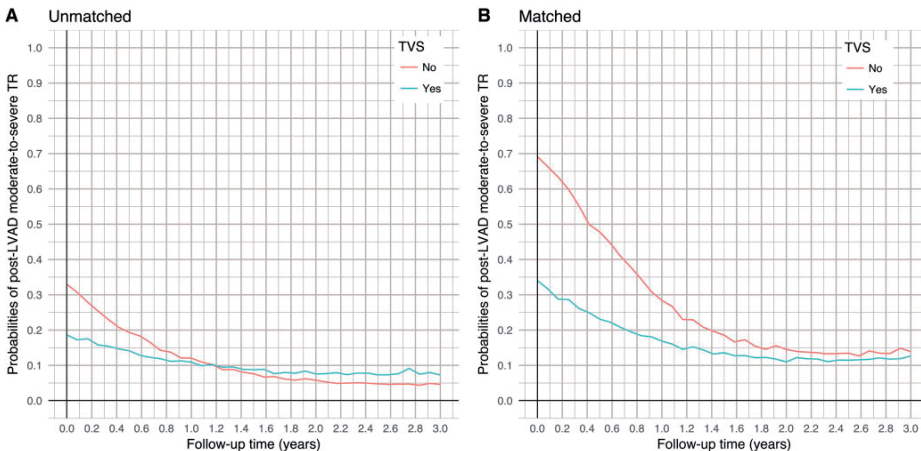 A Unmatched
Probabilities of post-LVAD moderate-to-severe TR
1.0
0.9
0.8
0.7
0.6
0.5
0.4
0.3
0.2
0.1
0.0
TVS
No
Yes
0.0 0.2 0.4 0.6 0.8 1.0 1.2 1.4 1.6 1.8 2.0 2.2 2.4 2.6 2.8 3.0
Follow-up time (years)
B Matched
Probabilities of post-LVAD moderate-to-severe TR
1.0
0.9
0.8
0.7
0.6
0.5
0.4
0.3
0.2
0.1
0.0
TVS
No
Yes
0.0 0.2 0.4 0.6 0.8 1.0 1.2 1.4 1.6 1.8 2.0 2.2 2.4 2.6 2.8 3.0
Follow-up time (years)